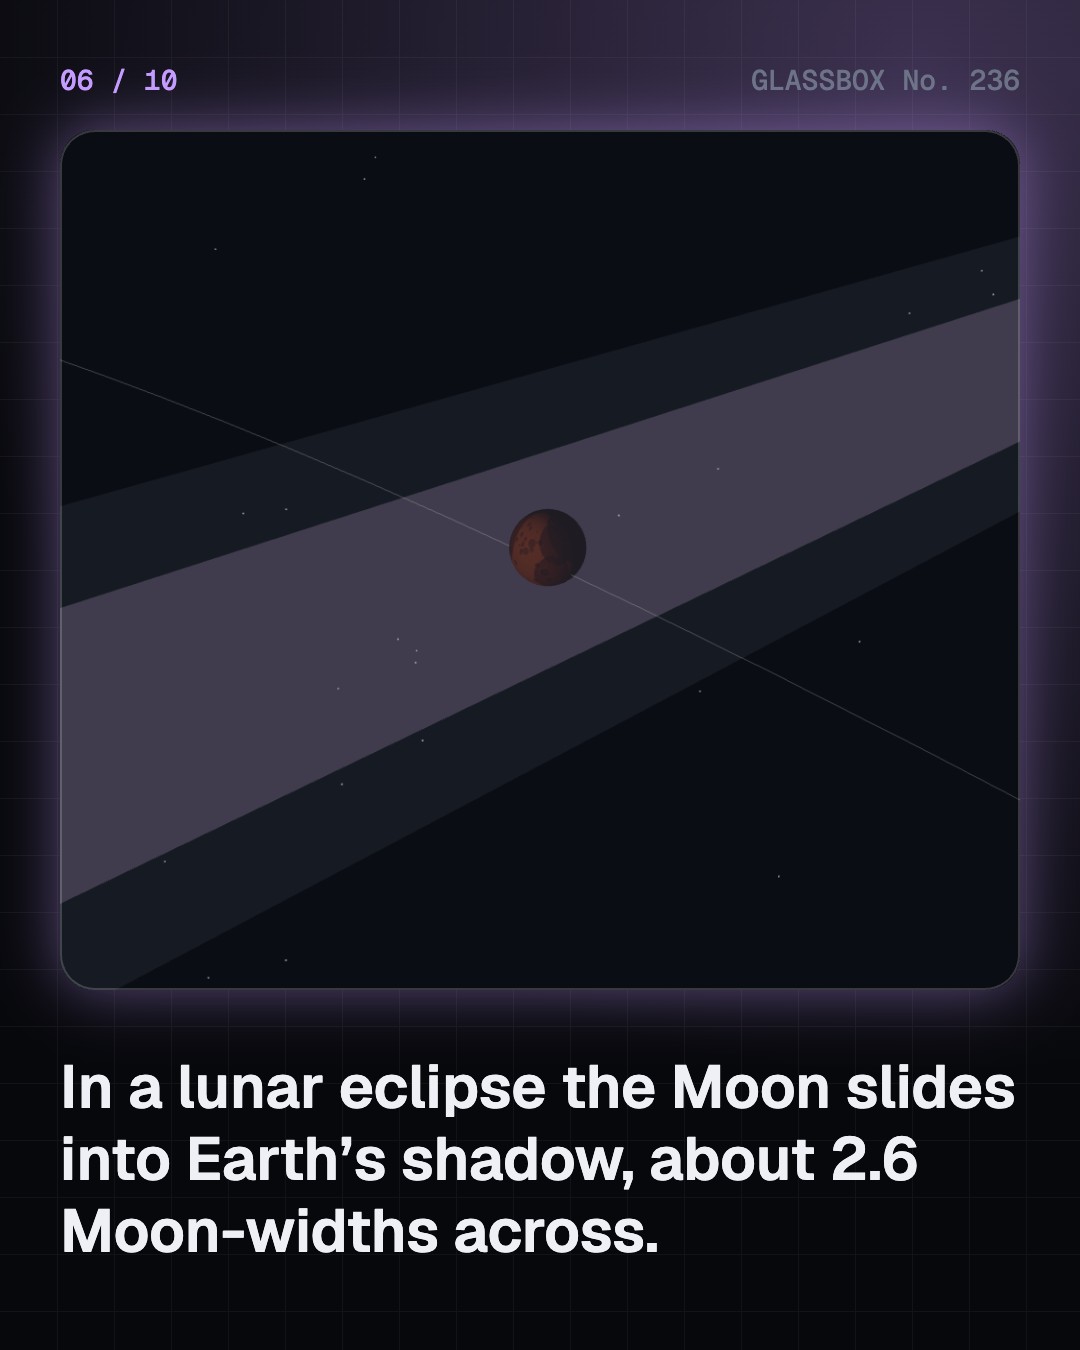 06 / 10
GLASSBOX No. 236
In a lunar eclipse the Moon slides
into Earth’s shadow, about 2.6
Moon-widths across.